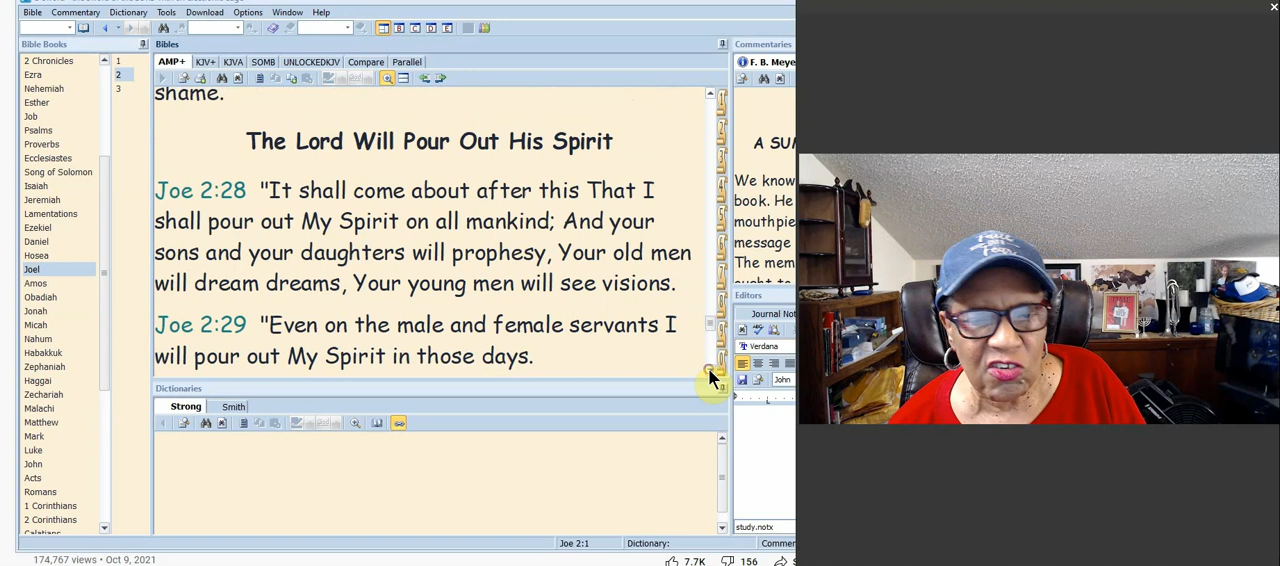 Bible Commentary Dictionary Tools Download Options Window Help
B C D E
Bible Books
2 Chronicles
Ezra
Nehemiah
Esther
Job
Psalms
Proverbs
Ecclesiastes
Song of Solomon
Isaiah
Jeremiah
Lamentations
Ezekiel
Daniel
Hosea
Joel
Amos
Obadiah
Jonah
Micah
Nahum
Habakkuk
Zephaniah
Haggai
Zechariah
Malachi
Matthew
Mark
Luke
John
Acts
Romans
1 Corinthians
2 Corinthians
Galatians
1
2
3
Bibles
AMP+ KJV+ KJVA SOMB UNLOCKEDKJV Compare Parallel
shame.
The Lord Will Pour Out His Spirit
Joe 2:28 "It shall come about after this That I
shall pour out My Spirit on all mankind; And your
sons and your daughters will prophesy, Your old men
will dream dreams, Your young men will see visions.
Joe 2:29 "Even on the male and female servants I
will pour out My Spirit in those days.
Dictionaries
Strong Smith
Commentaries
F. B. Meye
A SU
We know
book. He
mouthpie
message
The mem
Editors
Journal Not
Verdana
John
study.notx
Joe 2:1 Dictionary: Commen
174,767 views • Oct 9, 2021
7.7K 156 S